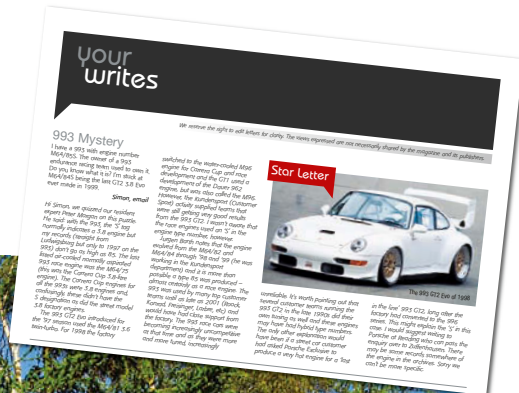 your
writes
We reserve the right to edit letters for clarity. The views expressed are not necessarily shared by the magazine and its publishers.
993 Mystery
I have a 993 with engine number
M64/85S. The owner of a 993
endurance racing team used to own it.
Do you know what it is? I'm stuck at
M64/84S being the last GT2 3.8 Evo
ever made in 1999.
Simon, email
Hi Simon, we quizzed our resident
expert Peter Morgan on this puzzle.
He said: with the 993, the 'S' tag
normally indicates a 3.8 engine but
my records (straight from
Ludwigsburg but only to 1997 on the
993) don't go as high as 85. The last
listed air-cooled normally aspirated
993 race engine was the M64/75
(this was the Carrera Cup 3.8-litre
engine). The Carrera Cup engines for
all the 993s were 3.8 engines and,
confusingly these didn't have the
S designation as did the street model
3.8 factory engines.
The 993 GT2 Evo introduced for
the '97 season used the M64/81 3.6
twin-turbo. For 1998 the factory
switched to the water-cooled M96
engine for Carrera Cup and race
development and the GT1 used a
development of the Dauer 962
engine, but was also called the M96.
However, the Kundensport (Customer
Sport) activity supplied teams that
were still getting very good results
from the 993 GT2. I wasn't aware that
the race engines used an 'S' in the
engine type number, however.
Jurgen Barth notes that the engine
evolved from the M64/82 and
M64/84 through '98 and '99 (he was
working in the Kundensport
department) and it is more than
possible a type 85 was produced –
almost certainly as a race engine. The
993 was used by many top customer
teams until as late as 2001 (Roock,
Konrad, Freisinger, Larbre, etc) and
would have had close support from
the factory. The 993 race cars were
becoming increasingly uncompetitive
at that time and as they were more
and more tuned, increasingly
Star Letter
The 993 GT2 Evo of 1998
unreliable. It's worth pointing out that
several customer teams running the
993 GT2 in the late 1990s did their
own tuning as well and these engines
may have had hybrid type numbers.
The only other explanation would
have been if a street car customer
had asked Porsche Exclusive to
produce a very hot engine for a 'last
in the line' 993 GT2, long after the
factory had converted to the 996
series. This might explain the 'S' in this
case. I would suggest writing to
Porsche at Reading who can pass the
enquiry over to Zuffenhausen. There
may be some records somewhere of
the engine in the archives. Sorry we
can't be more specific.